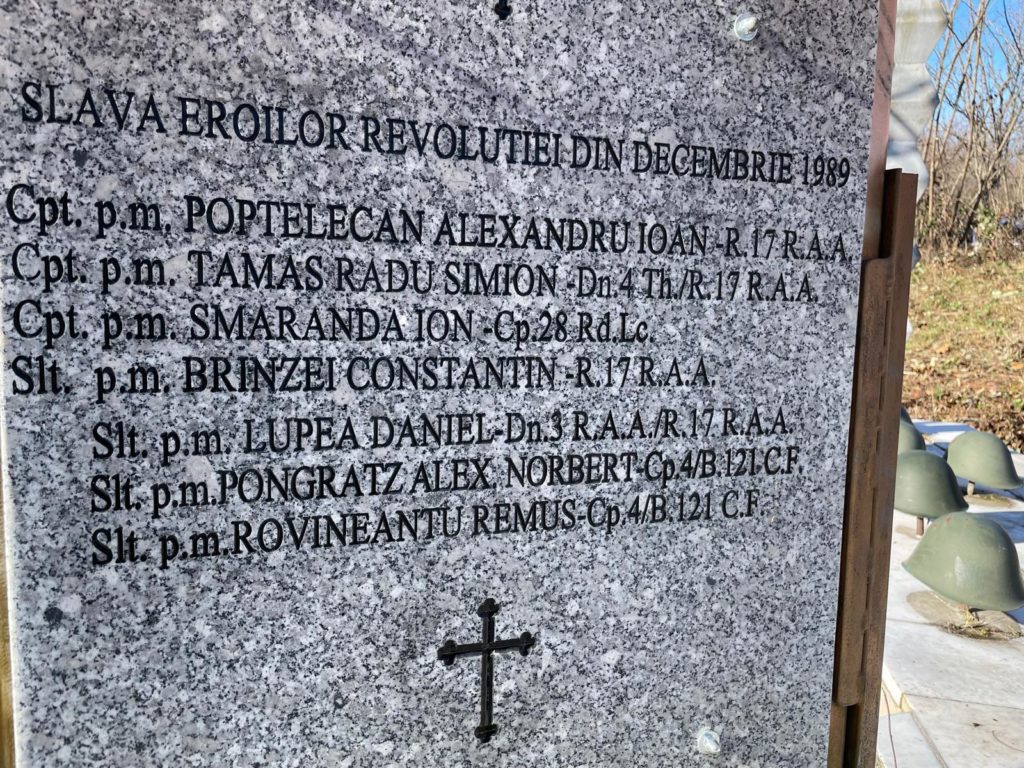 SLAVA EROILOR REVOLUTIEI DIN DECEMBRIE 1989
Cpt. p.m. POPTELECAN ALEXANDRU IOAN-R.17 R.A.A.
Cpt. p.m. TAMAS RADU SIMION -Dn.4 Th./R.17 R.A.A.
Cpt. p.m. SMARANDA ION -Cp.28 Rd.Lc.
Slt. p.m. BRINZEI CONSTANTIN -R.17 R.A.A.
Slt. p.m. LUPEA DANIEL-Dn.3 R.A.A./R.17 R.A.A.
Slt. p.m. PONGRATZ ALEX. NORBERT-Cp.4/B.121 C.F.
Slt. p.m. ROVINEANTU REMUS-Cp.4/B.121 C.F.